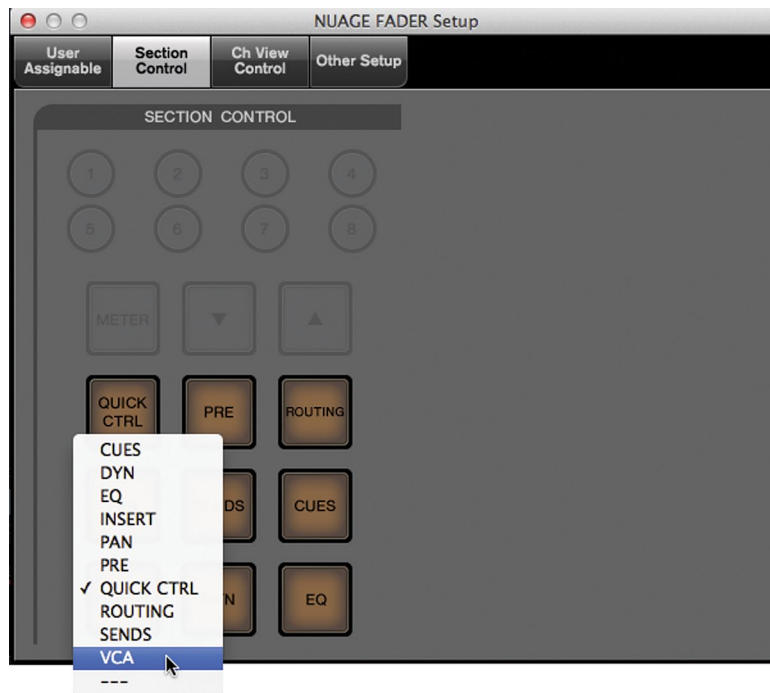 NUAGE FADER Setup
User Assignable
Section Control
Ch View Control
Other Setup
SECTION CONTROL
1 2 3 4
5 6 7 8
METER ▼ ▲
QUICK CTRL
PRE
ROUTING
DS
CUES
N
EQ
CUES
DYN
EQ
INSERT
PAN
PRE
✓ QUICK CTRL
ROUTING
SENDS
VCA
---